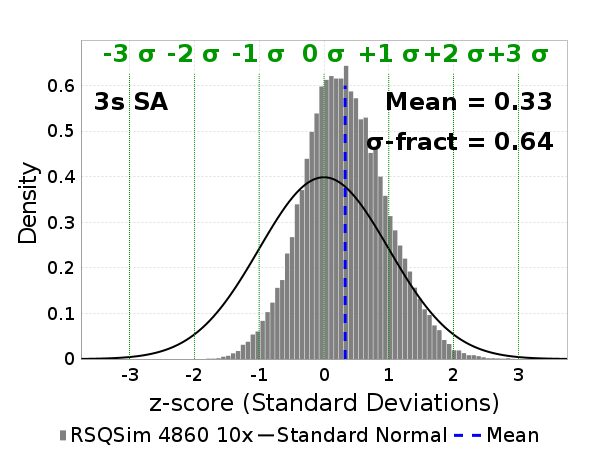 -3 σ -2 σ -1 σ 0 σ +1 σ +2 σ +3 σ
3s SA
Mean = 0.33
σ-fract = 0.64
Density
0.6
0.5
0.4
0.3
0.2
0.1
0
-3 -2 -1 0 1 2 3
z-score (Standard Deviations)
RSQSim 4860 10x Standard Normal Mean